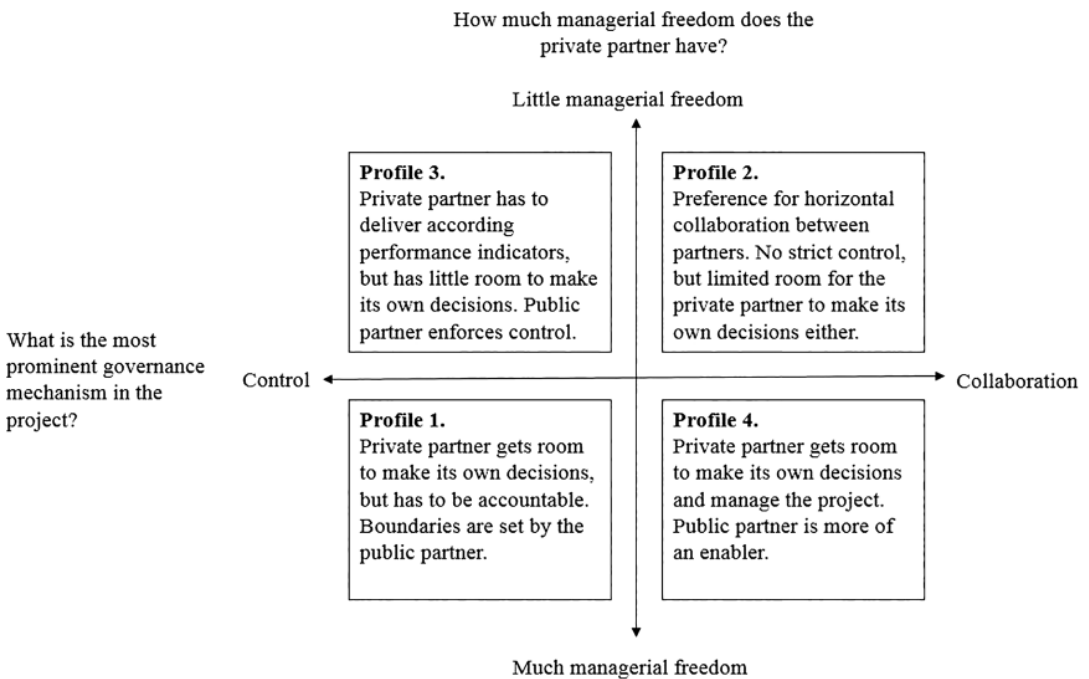 How much managerial freedom does the
private partner have?
Little managerial freedom
Profile 3.
Private partner has to
deliver according
performance indicators,
but has little room to make
its own decisions. Public
partner enforces control.
Profile 2.
Preference for horizontal
collaboration between
partners. No strict control,
but limited room for the
private partner to make its
own decisions either.
What is the most
prominent governance
mechanism in the
project?
Control
Collaboration
Profile 1.
Private partner gets room
to make its own decisions,
but has to be accountable.
Boundaries are set by the
public partner.
Profile 4.
Private partner gets room
to make its own decisions
and manage the project.
Public partner is more of
an enabler.
Much managerial freedom